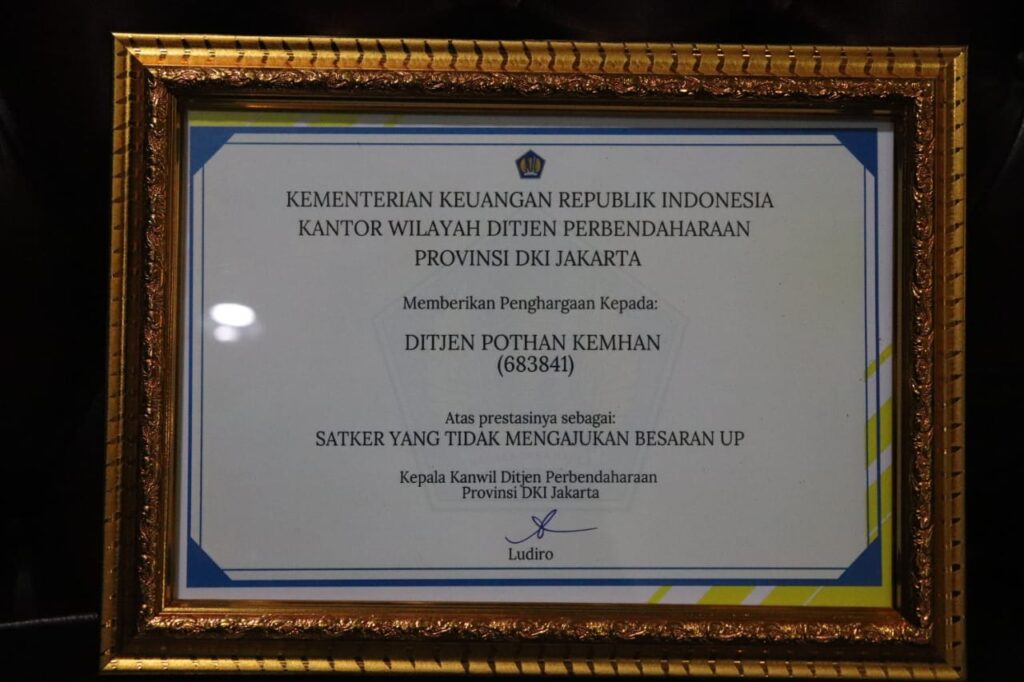 KEMENTERIAN KEUANGAN REPUBLIK INDONESIA
KANTOR WILAYAH DITJEN PERBENDAHARAAN
PROVINSI DKI JAKARTA
Memberikan Penghargaan Kepada:
DITJEN POTHAN KEMHAN
(683841)
Atas prestasinya sebagai:
SATKER YANG TIDAK MENGAJUKAN BESARAN UP
Kepala Kanwil Ditjen Perbendaharaan
Provinsi DKI Jakarta
Ludiro